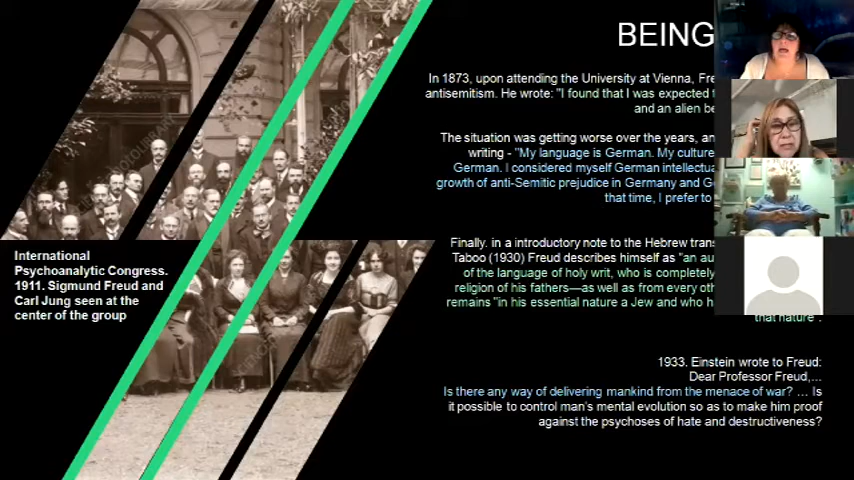 BEING
In 1873, upon attending the University at Vienna,
antisemitism. He wrote: "I found that I was expected
and an alien
The situation was getting worse over the years,
writing - "My language is German. My culture
German. I considered myself German
growth of anti-Semitic prejudice in Germany and
that time, I prefer to
International
Psychoanalytic Congress.
1911. Sigmund Freud and
Carl Jung seen at the
center of the group
Finally. in a introductory note to the Hebrew
Taboo (1930) Freud describes himself as "an
of the language of holy writ, who is completely
religion of his fathers—as well as from every
remains "in his essential nature a Jew and who
that nature".
1933. Einstein wrote to Freud:
Dear Professor Freud,...
Is there any way of delivering mankind from the menace of war? ... Is
it possible to control man's mental evolution so as to make him proof
against the psychoses of hate and destructiveness?